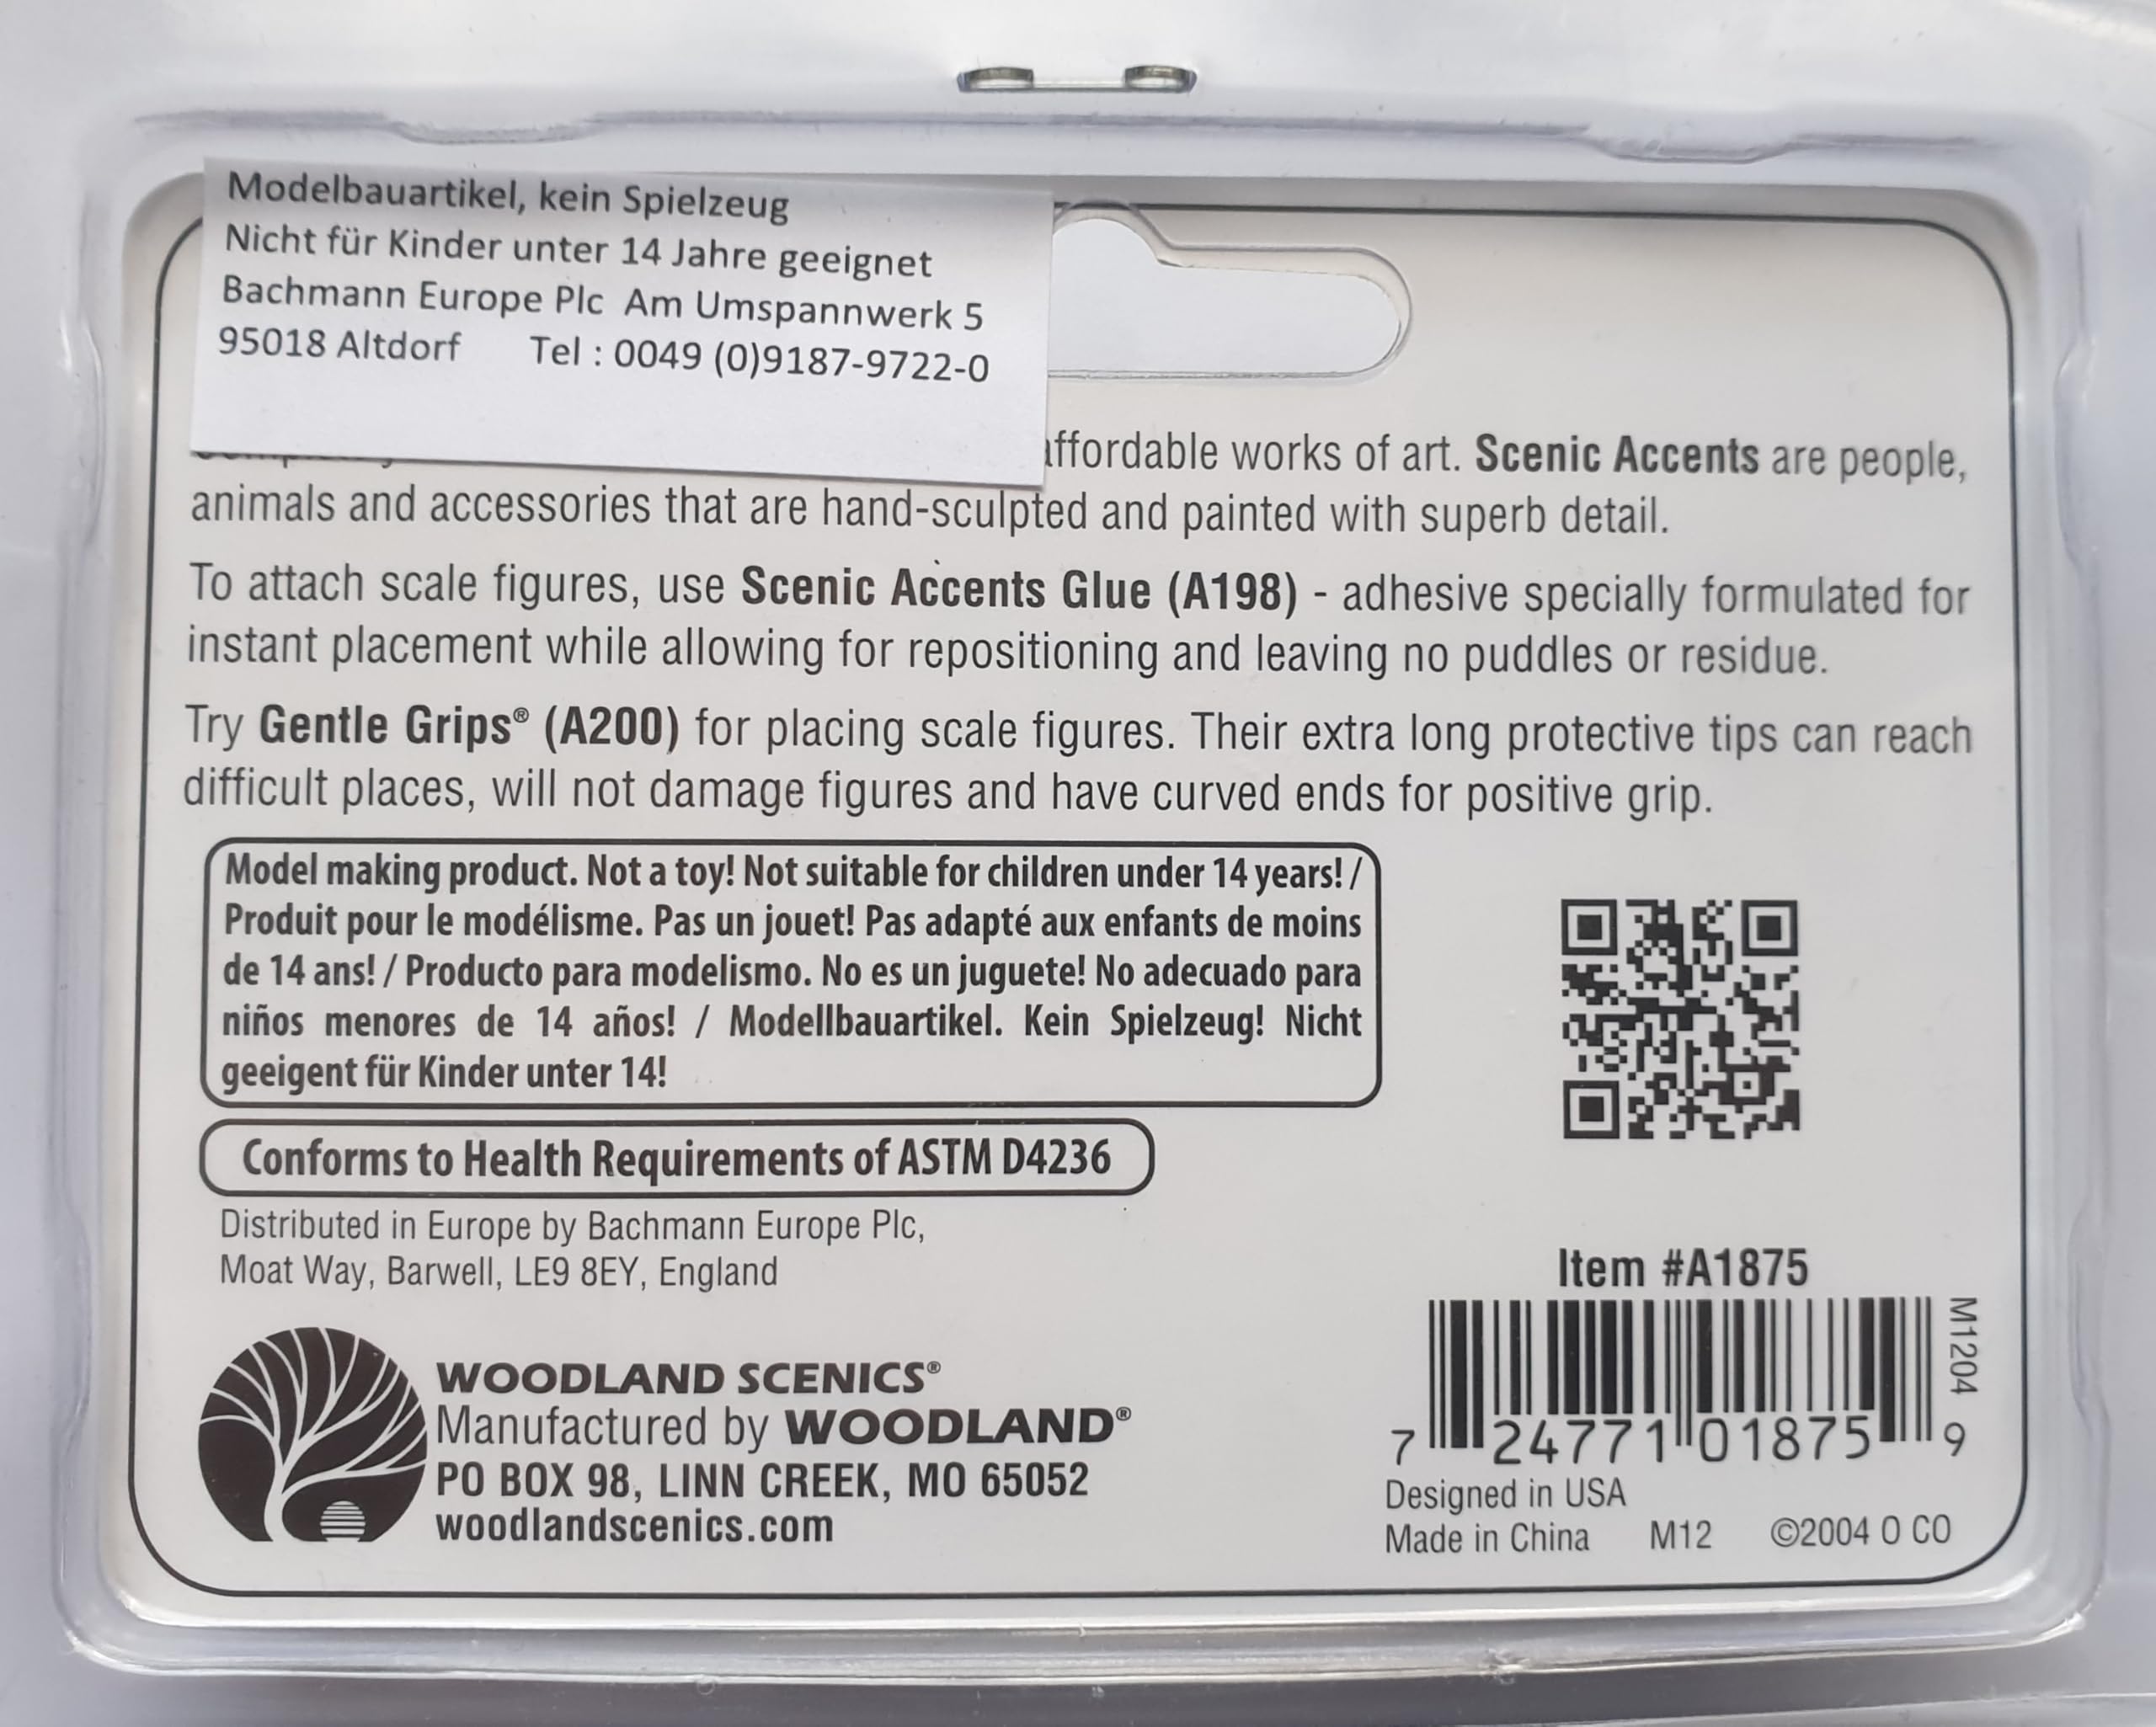 Modelbauartikel, kein Spielzeug
Nicht für Kinder unter 14 Jahre geeignet
Bachmann Europe Plc Am Umspannwerk 5
95018 Altdorf Tel : 0049 (0)9187-9722-0
affordable works of art. Scenic Accents are people,
animals and accessories that are hand-sculpted and painted with superb detail.
To attach scale figures, use Scenic Accents Glue (A198) - adhesive specially formulated for
instant placement while allowing for repositioning and leaving no puddles or residue.
Try Gentle Grips® (A200) for placing scale figures. Their extra long protective tips can reach
difficult places, will not damage figures and have curved ends for positive grip.
Model making product. Not a toy! Not suitable for children under 14 years! /
Produit pour le modélisme. Pas un jouet! Pas adapté aux enfants de moins
de 14 ans! / Producto para modelismo. No es un juguete! No adecuado para
niños menores de 14 años! / Modellbauartikel. Kein Spielzeug! Nicht
geeigent für Kinder unter 14!
Conforms to Health Requirements of ASTM D4236
Distributed in Europe by Bachmann Europe Plc,
Moat Way, Barwell, LE9 8EY, England
WOODLAND SCENICS®
Manufactured by WOODLAND®
PO BOX 98, LINN CREEK, MO 65052
woodlandscenics.com
Item #A1875
M1204
7 24771 01875 9
Designed in USA
Made in China M12 ©2004 O CO